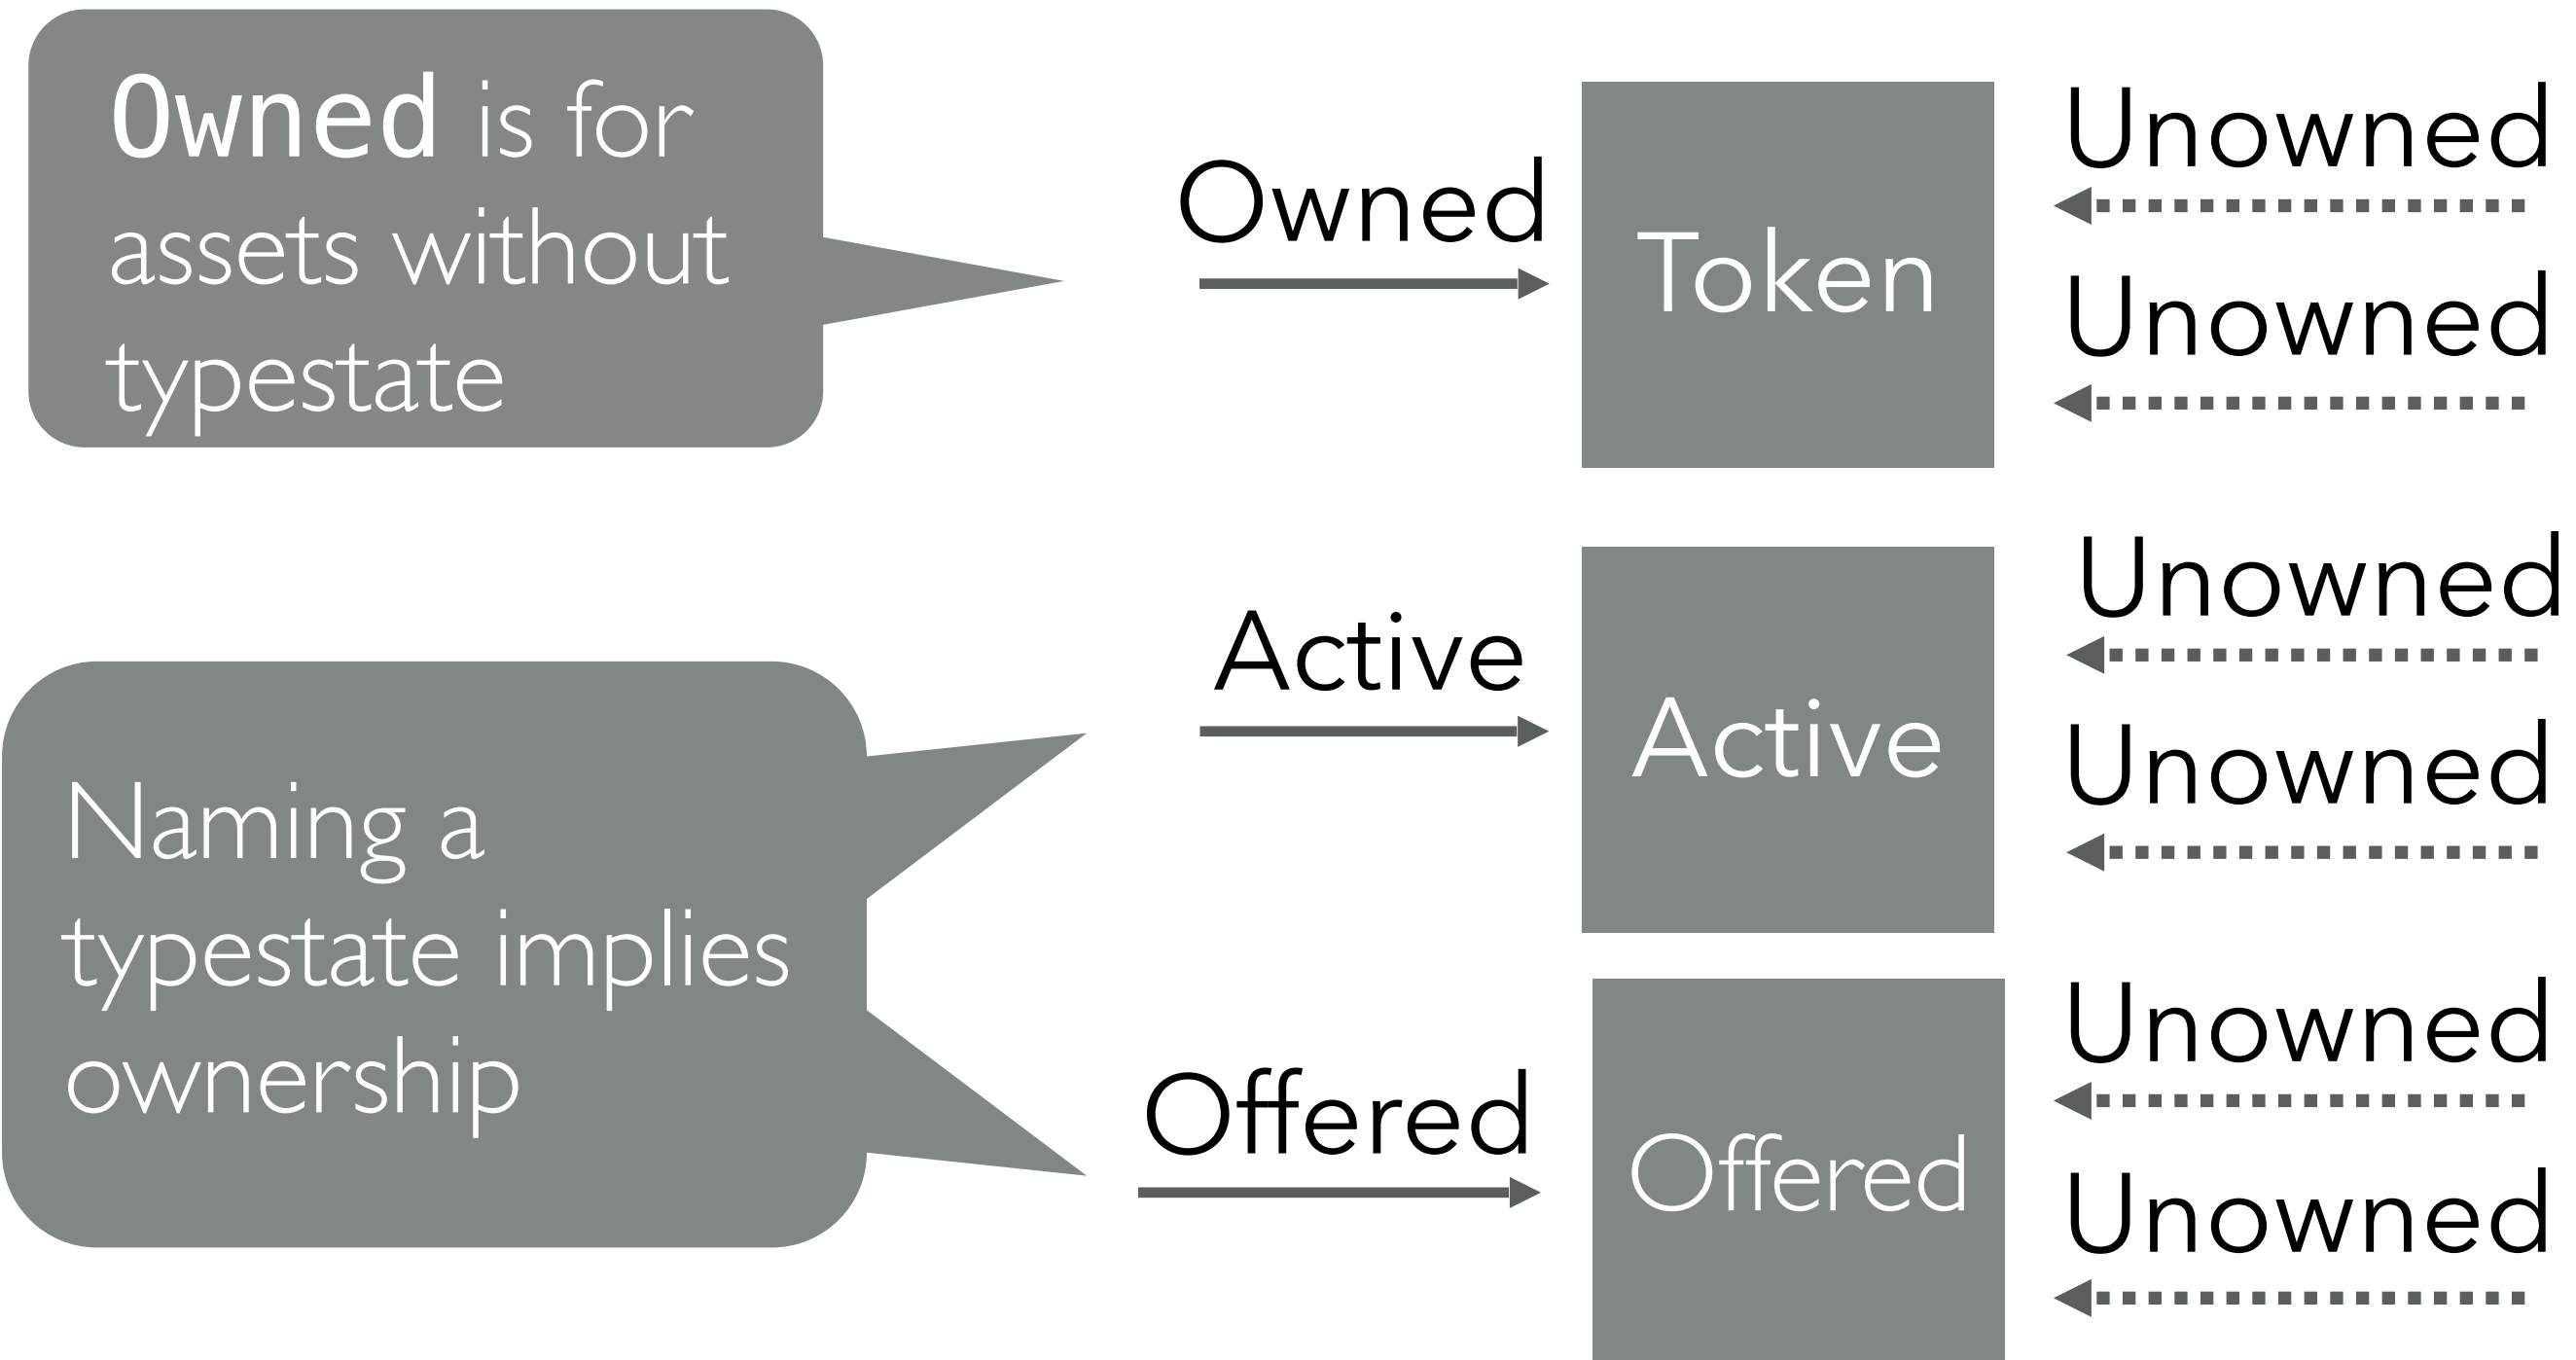 Owned is for
assets without
typestate
Owned
Token
Unowned
Unowned
Naming a
typestate implies
ownership
Active
Active
Unowned
Unowned
Offered
Offered
Unowned
Unowned